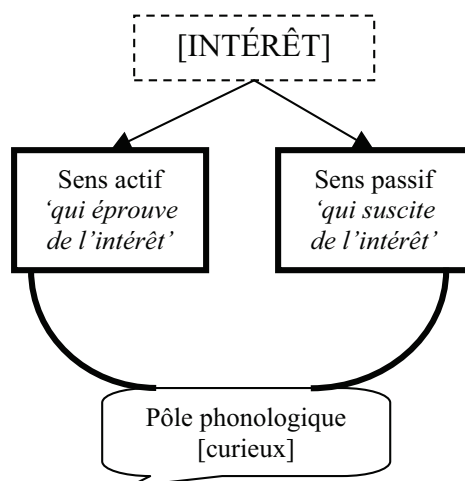 [INTÉRÊT]
Sens actif
‘qui éprouve
de l’intérêt’
Sens passif
‘qui suscite
de l’intérêt’
Pôle phonologique
[curieux]